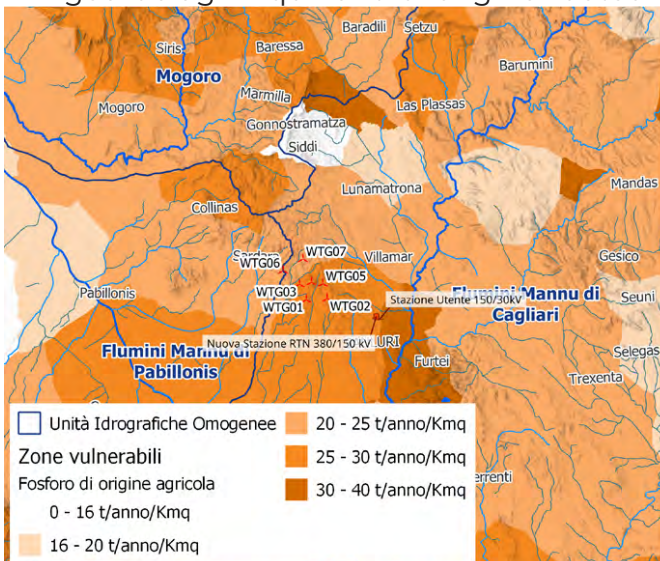 Baradili
Setzu
Siris
Baressa
Barumini
Mogoro
Marmilla
Mogoro
Las Plassas
Gonnostramatza
Siddi
Mandas
Lunamatrona
Collinas
Sardara
WTG07
Villamar
Gesico
WTG06
WTG05
Pabillonis
WTG03
Stazione Utente 150/30kV
Seuni
Flumini Mannu di
Cagliari
WTG01
WTG02
Nuova Stazione RTN 380/150 kV
LURI
Selegas
Flumini Mannu di
Pabillonis
Furtei
Trexenta
Unità Idrografiche Omogenee
Zone vulnerabili
Fosforo di origine agricola
0 - 16 t/anno/Kmq
16 - 20 t/anno/Kmq
20 - 25 t/anno/Kmq
25 - 30 t/anno/Kmq
30 - 40 t/anno/Kmq
errenti